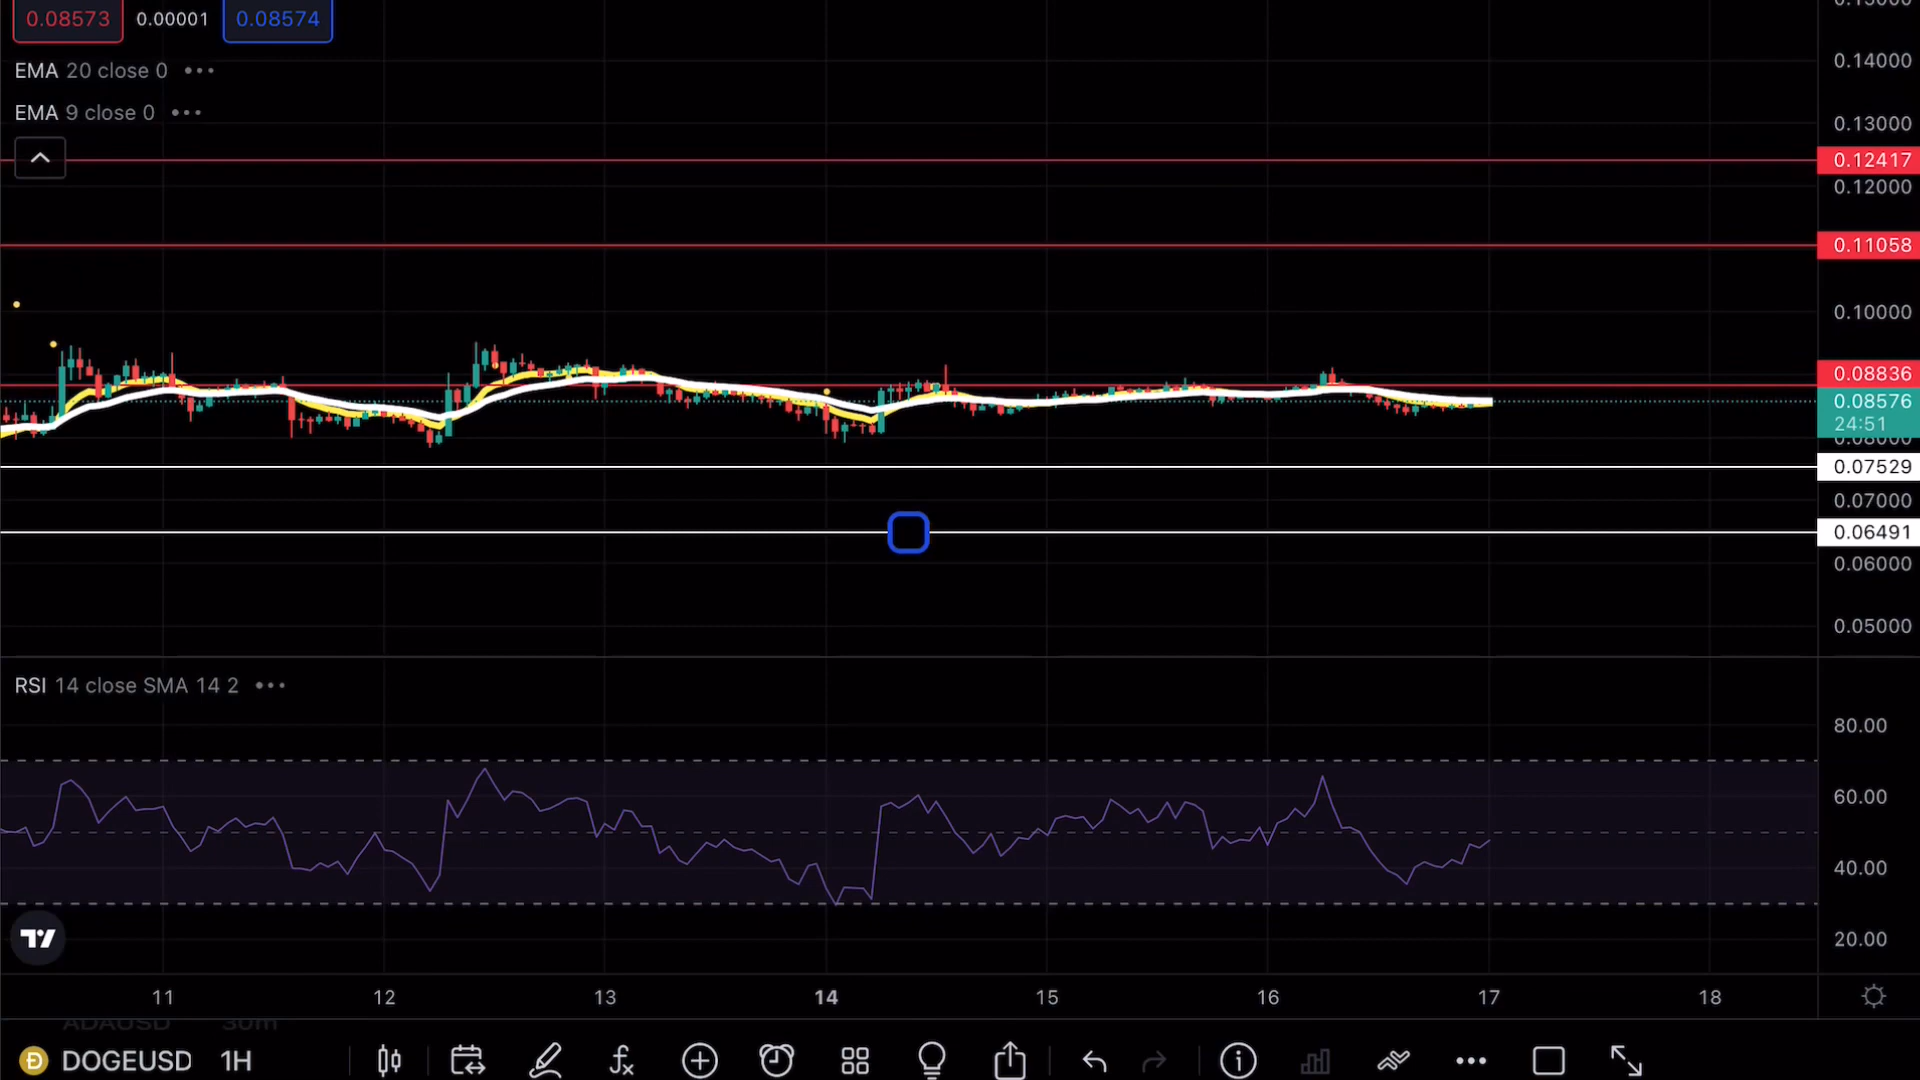 0.08573 0.00001 0.08574
EMA 20 close 0
EMA 9 close 0
0.14000
0.13000
0.12417
0.12000
0.11058
0.10000
0.08836
0.08576
24:51
0.08000
0.07529
0.07000
0.06491
0.06000
0.05000
RSI 14 close SMA 14 2
80.00
60.00
40.00
20.00
11 12 13 14 15 16 17 18
ADAUSD 30m
DOGEUSD 1H